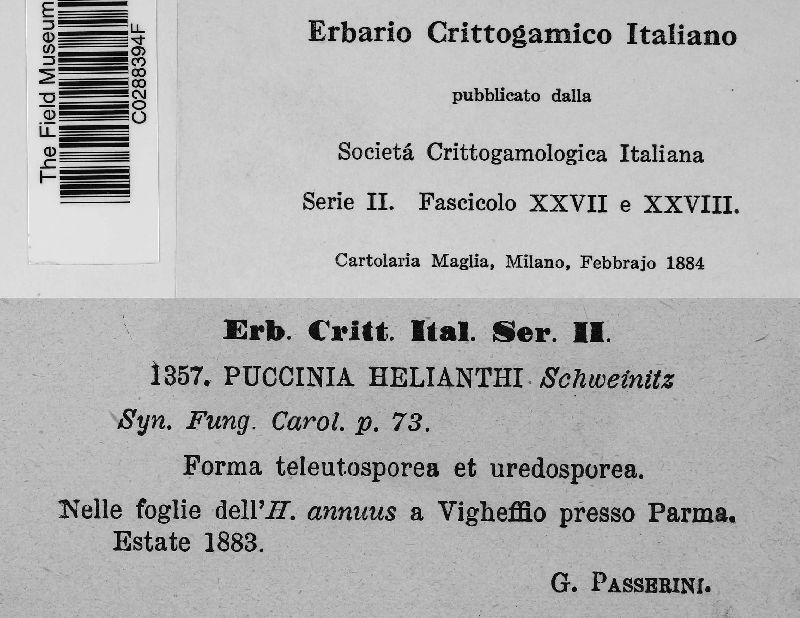 The Field Museum
C0288394F
Erbario Crittogamico Italiano
pubblicato dalla
Societá Crittogamologica Italiana
Serie II. Fascicolo XXVII e XXVIII.
Cartolaria Maglia, Milano, Febbrajo 1884
Erb. Critt. Ital. Ser. II.
1357. PUCCINIA HELIANTHI Schweinitz
Syn. Fung. Carol. p. 73.
Forma teleutosporea et uredosporea.
Nelle foglie dell'H. annuus a Vigheffio presso Parma.
Estate 1883.
G. PASSERINI.